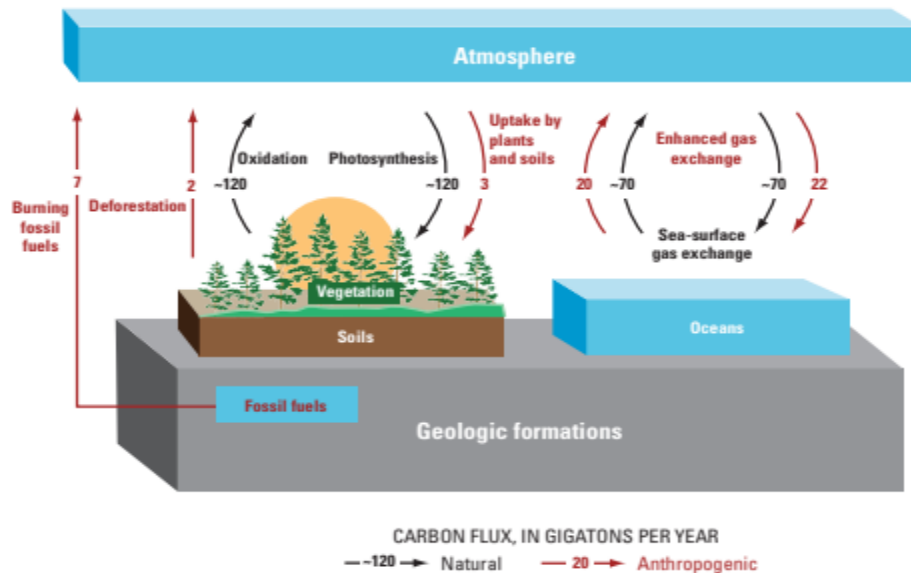 Atmosphere
Uptake by
plants
and soils
Oxidation
Photosynthesis
Enhanced gas
exchange
7
2
~120
~120
3
20
~70
~70
22
Burning
fossil
fuels
Deforestation
Sea-surface
gas exchange
Vegetation
Soils
Oceans
Fossil fuels
Geologic formations
CARBON FLUX, IN GIGATONS PER YEAR
~120 Natural
20 Anthropogenic